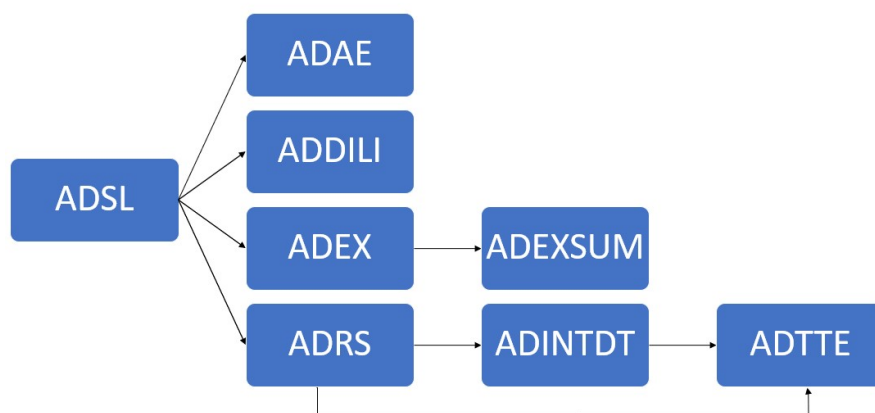 ADAE
ADDILI
ADSL
ADEX
ADEXSUM
ADRS
ADINTDT
ADTTE